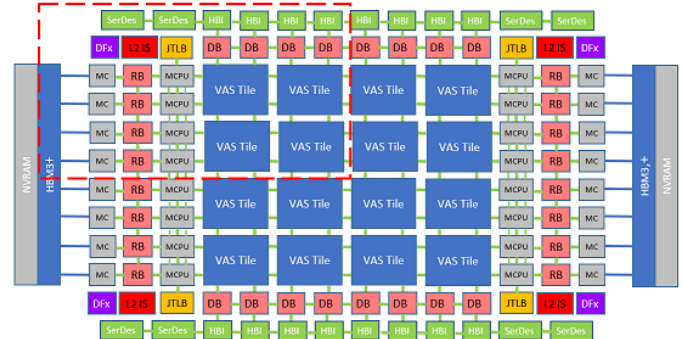 SerDes SerDes HBI HBI HBI HBI HBI HBI HBI HBI SerDes SerDes
DFx L2 I$ JTLB DB DB DB DB DB DB DB DB JTLB L2 I$ DFx
MC RB MCPU VAS Tile VAS Tile VAS Tile VAS Tile MCPU RB MC
MC RB MCPU MCPU RB MC
MC RB MCPU VAS Tile VAS Tile VAS Tile VAS Tile MCPU RB MC
MC RB MCPU MCPU RB MC
NVRAM HBM3+ HBM3,+ NVRAM
MC RB MCPU VAS Tile VAS Tile VAS Tile VAS Tile MCPU RB MC
MC RB MCPU MCPU RB MC
MC RB MCPU VAS Tile VAS Tile VAS Tile VAS Tile MCPU RB MC
MC RB MCPU MCPU RB MC
DFx L2 I$ JTLB DB DB DB DB DB DB DB DB JTLB L2 I$ DFx
SerDes SerDes HBI HBI HBI HBI HBI HBI HBI HBI SerDes SerDes